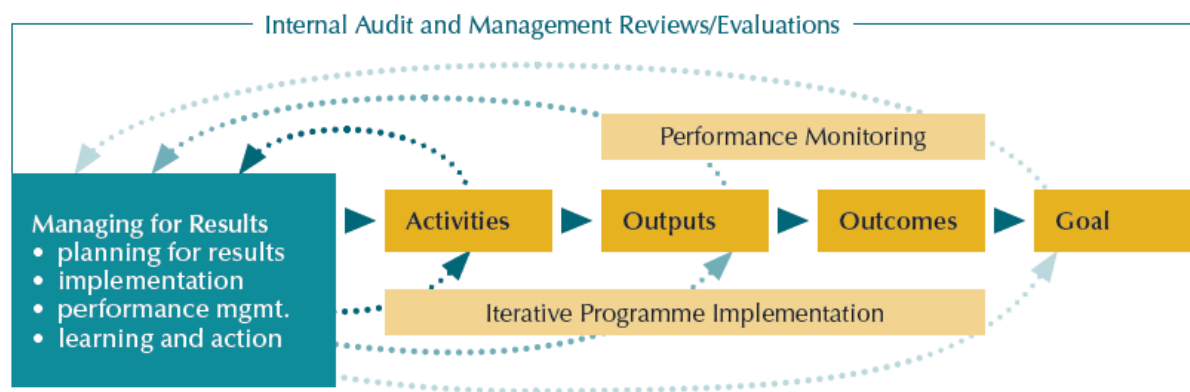 Internal Audit and Management Reviews/Evaluations
Performance Monitoring
Managing for Results
• planning for results
• implementation
• performance mgmt.
• learning and action
Activities
Outputs
Outcomes
Goal
Iterative Programme Implementation